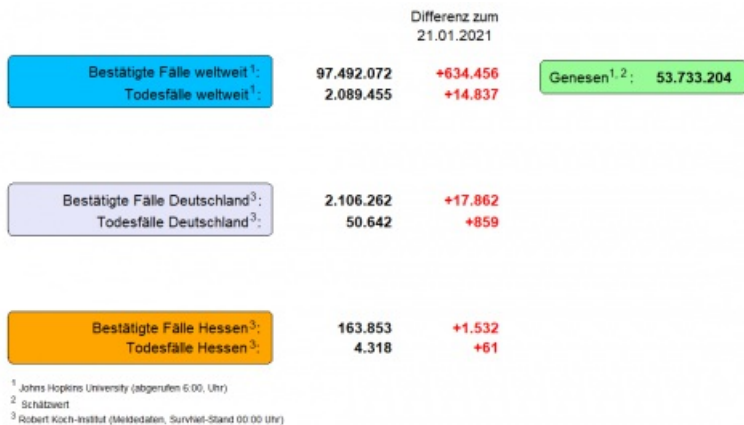 Differenz zum
21.01.2021
Bestätigte Fälle weltweit¹: 97.492.072 +634.456
Todesfälle weltweit¹: 2.089.455 +14.837
Genesen¹,²: 53.733.204
Bestätigte Fälle Deutschland³: 2.106.262 +17.862
Todesfälle Deutschland³: 50.642 +859
Bestätigte Fälle Hessen³: 163.853 +1.532
Todesfälle Hessen³: 4.318 +61
¹ Johns Hopkins University (abgerufen 6:00, Uhr)
² Schätzwert
³ Robert Koch-Institut (Meldedaten, SurvNet-Stand 00:00 Uhr)